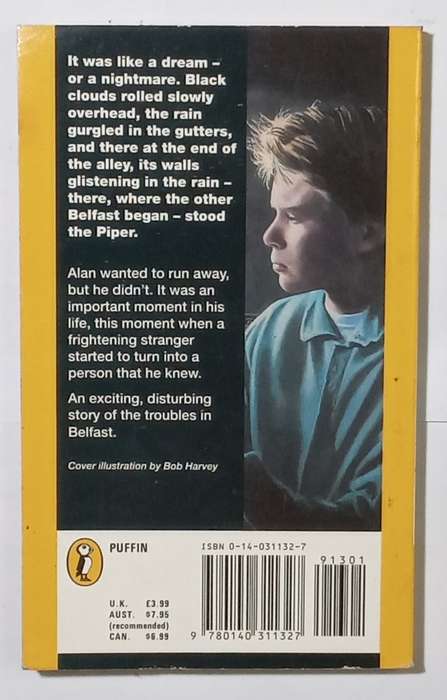 It was like a dream –
or a nightmare. Black
clouds rolled slowly
overhead, the rain
gurgled in the gutters,
and there at the end of
the alley, its walls
glistening in the rain –
there, where the other
Belfast began – stood
the Piper.
Alan wanted to run away,
but he didn't. It was an
important moment in his
life, this moment when a
frightening stranger
started to turn into a
person that he knew.
An exciting, disturbing
story of the troubles in
Belfast.
Cover illustration by Bob Harvey
PUFFIN
U.K. £3.99
AUST. $7.95
(recommended)
CAN. $6.99
ISBN 0-14-031132-7
91301
9 780140 311327